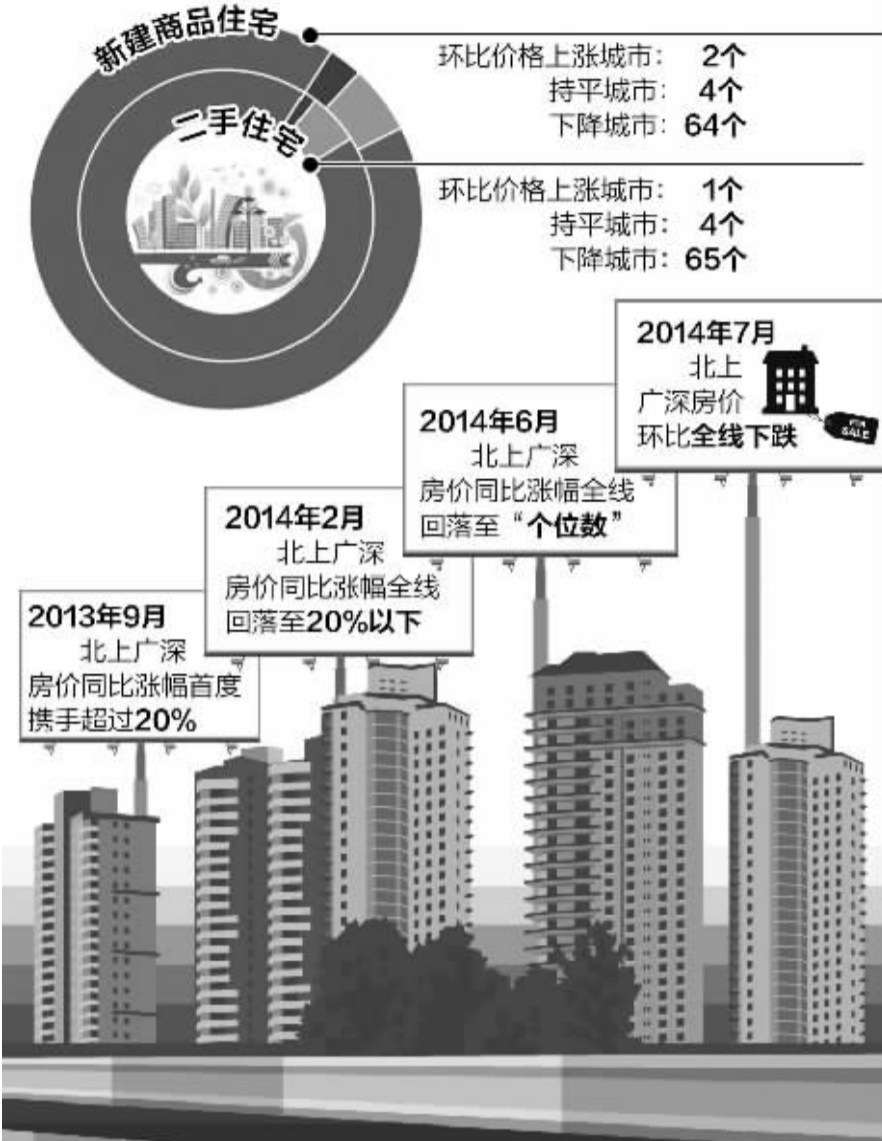 新建商品住宅
环比价格上涨城市： 2个
持平城市： 4个
下降城市： 64个
二手住宅
环比价格上涨城市： 1个
持平城市： 4个
下降城市： 65个
2014年7月
北上
广深房价
环比全线下跌
FOR
SALE
2014年6月
北上广深
房价同比涨幅全线
回落至“个位数”
2014年2月
北上广深
房价同比涨幅全线
回落至20%以下
2013年9月
北上广深
房价同比涨幅首度
携手超过20%